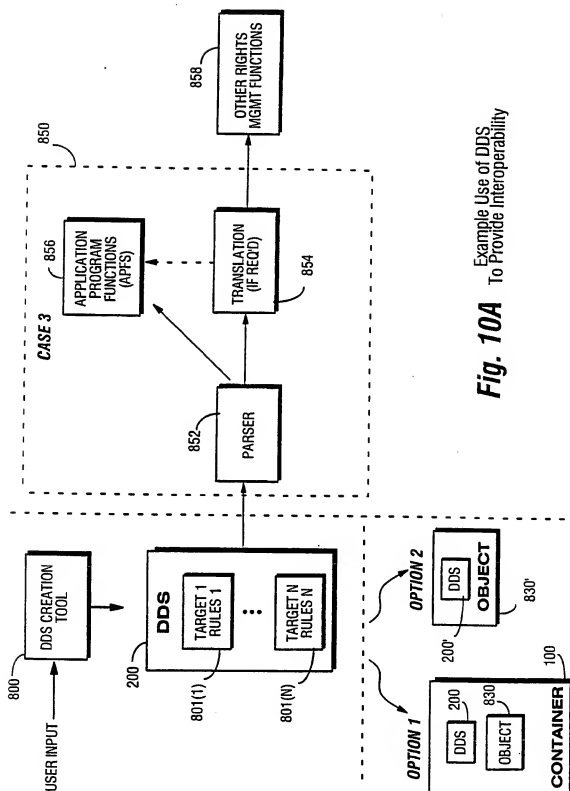 USER INPUT
800
DDS CREATION
TOOL
200
DDS
TARGET 1
RULES 1
801(1)
TARGET N
RULES N
801(N)
850
CASE 3
852
PARSER
856
APPLICATION
PROGRAM
FUNCTIONS
(APFS)
TRANSLATION
(IF REQ'D)
854
858
OTHER RIGHTS
MGMT FUNCTIONS
OPTION 1
200
DDS
830
OBJECT
CONTAINER
100
OPTION 2
DDS
200'
OBJECT
830'
Fig. 10A Example Use of DDS
To Provide Interoperability